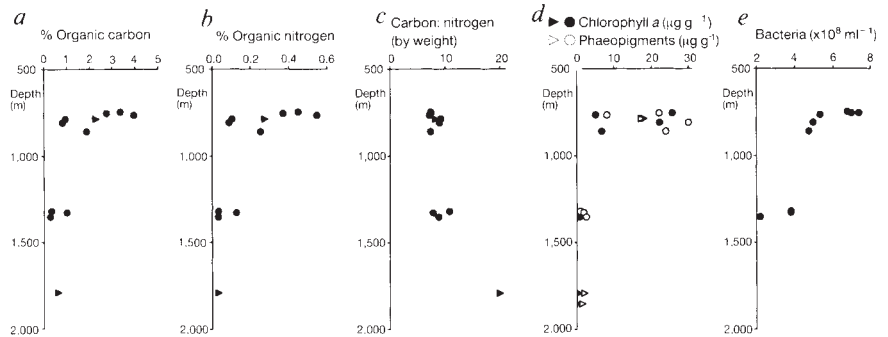 a
% Organic carbon
0 1 2 3 4 5
500
Depth
(m)
1,000
1,500
2.000
b
% Organic nitrogen
0 0.2 0.4 0.6
500
Depth
(m)
1,000
1,500
2.000
c
Carbon: nitrogen
(by weight)
0 10 20
500
Depth
(m)
1,000
1,500
2.000
d
Chlorophyll a (μg g⁻¹)
Phaeopigments (μg g⁻¹)
0 10 20 30
500
Depth
(m)
1,000
1,500
2.000
e
Bacteria (x10⁸ ml⁻¹)
2 4 6 8
500
Depth
(m)
1,000
1,500
2.000